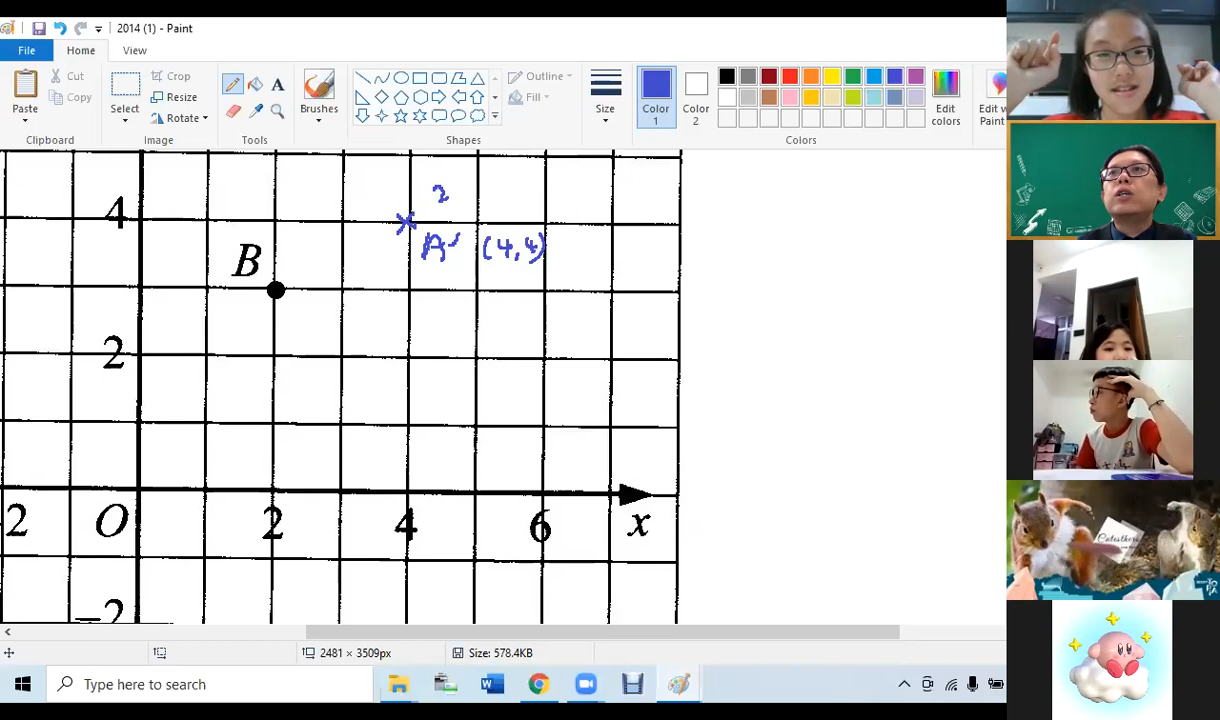 2014 (1) - Paint
File Home View
Paste Cut Copy Clipboard
Select Crop Resize Rotate Image
Tools A
Brushes
Shapes Outline Fill
Size
Color 1 Color 2 Edit colors Colors
Edit w Paint
4 2
B A' (4,4)
2
2 O 2 4 6 x
-2
2481 × 3509px Size: 578.4KB
Type here to search